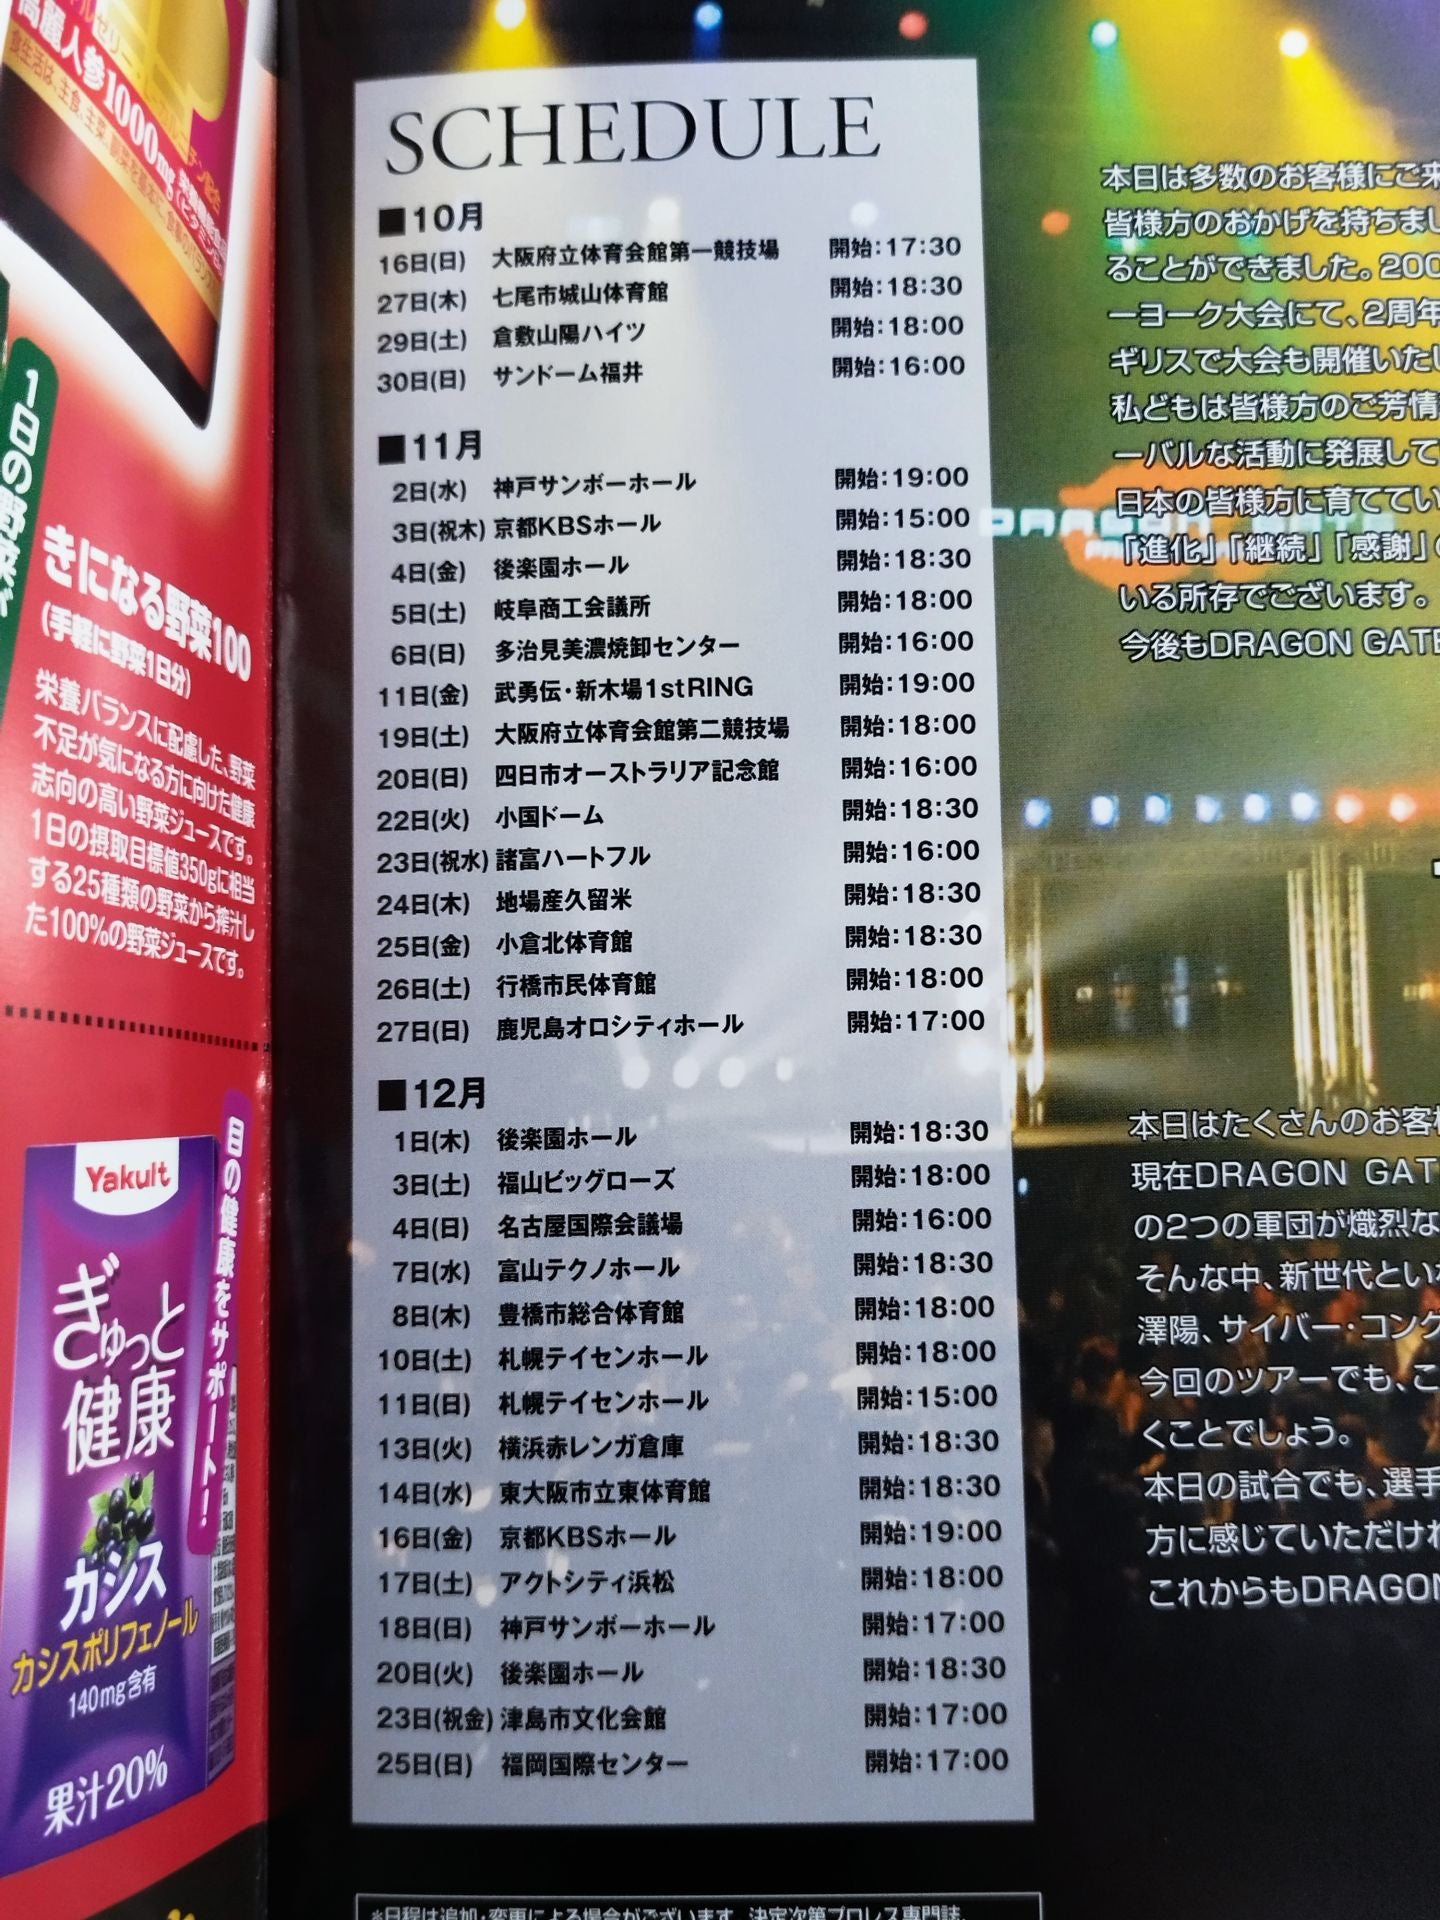 高麗人参1000mg
1日の野菜
きになる野菜100
(手軽に野菜1日分)
栄養バランスに配慮した、野菜
不足が気になる方に向けた健康
志向の高い野菜ジュースです。
1日の摂取目標値350gに相当
する25種類の野菜から搾汁し
た100%の野菜ジュースです。
目の健康をサポート!
Yakult
ぎゅっと
健康
カシス
カシスポリフェノール
140mg含有
果汁20%
SCHEDULE
■10月
16日(日) 大阪府立体育会館第一競技場 開始:17:30
27日(木) 七尾市城山体育館 開始:18:30
29日(土) 倉敷山陽ハイツ 開始:18:00
30日(日) サンドーム福井 開始:16:00
■11月
2日(水) 神戸サンボーホール 開始:19:00
3日(祝木) 京都KBSホール 開始:15:00
4日(金) 後楽園ホール 開始:18:30
5日(土) 岐阜商工会議所 開始:18:00
6日(日) 多治見美濃焼卸センター 開始:16:00
11日(金) 武勇伝・新木場1stRING 開始:19:00
19日(土) 大阪府立体育会館第二競技場 開始:18:00
20日(日) 四日市オーストラリア記念館 開始:16:00
22日(火) 小国ドーム 開始:18:30
23日(祝水) 諸富ハートフル 開始:16:00
24日(木) 地場産久留米 開始:18:30
25日(金) 小倉北体育館 開始:18:30
26日(土) 行橋市民体育館 開始:18:00
27日(日) 鹿児島オロシティホール 開始:17:00
■12月
1日(木) 後楽園ホール 開始:18:30
3日(土) 福山ビッグローズ 開始:18:00
4日(日) 名古屋国際会議場 開始:16:00
7日(水) 富山テクノホール 開始:18:30
8日(木) 豊橋市総合体育館 開始:18:00
10日(土) 札幌テイセンホール 開始:18:00
11日(日) 札幌テイセンホール 開始:15:00
13日(火) 横浜赤レンガ倉庫 開始:18:30
14日(水) 東大阪市立東体育館 開始:18:30
16日(金) 京都KBSホール 開始:19:00
17日(土) アクトシティ浜松 開始:18:00
18日(日) 神戸サンボーホール 開始:17:00
20日(火) 後楽園ホール 開始:18:30
23日(祝金) 津島市文化会館 開始:17:00
25日(日) 福岡国際センター 開始:17:00
*日程は追加・変更による場合がございます。決定次第プロレス専門誌、
本日は多数のお客様にご来
皆様方のおかげを持ちまし
ることができました。200
ーヨーク大会にて、2周年
ギリスで大会も開催いたし
私どもは皆様方のご芳情
ーバルな活動に発展して
日本の皆様方に育ててい
「進化」「継続」「感謝」の
いる所存でございます。
今後もDRAGON GATE
DRAGON GATE
本日はたくさんのお客様
現在DRAGON GAT
の2つの軍団が熾烈な
そんな中、新世代とい
澤陽、サイバー・コング
今回のツアーでも、こ
くことでしょう。
本日の試合でも、選手
方に感じていただけれ
これからもDRAGON